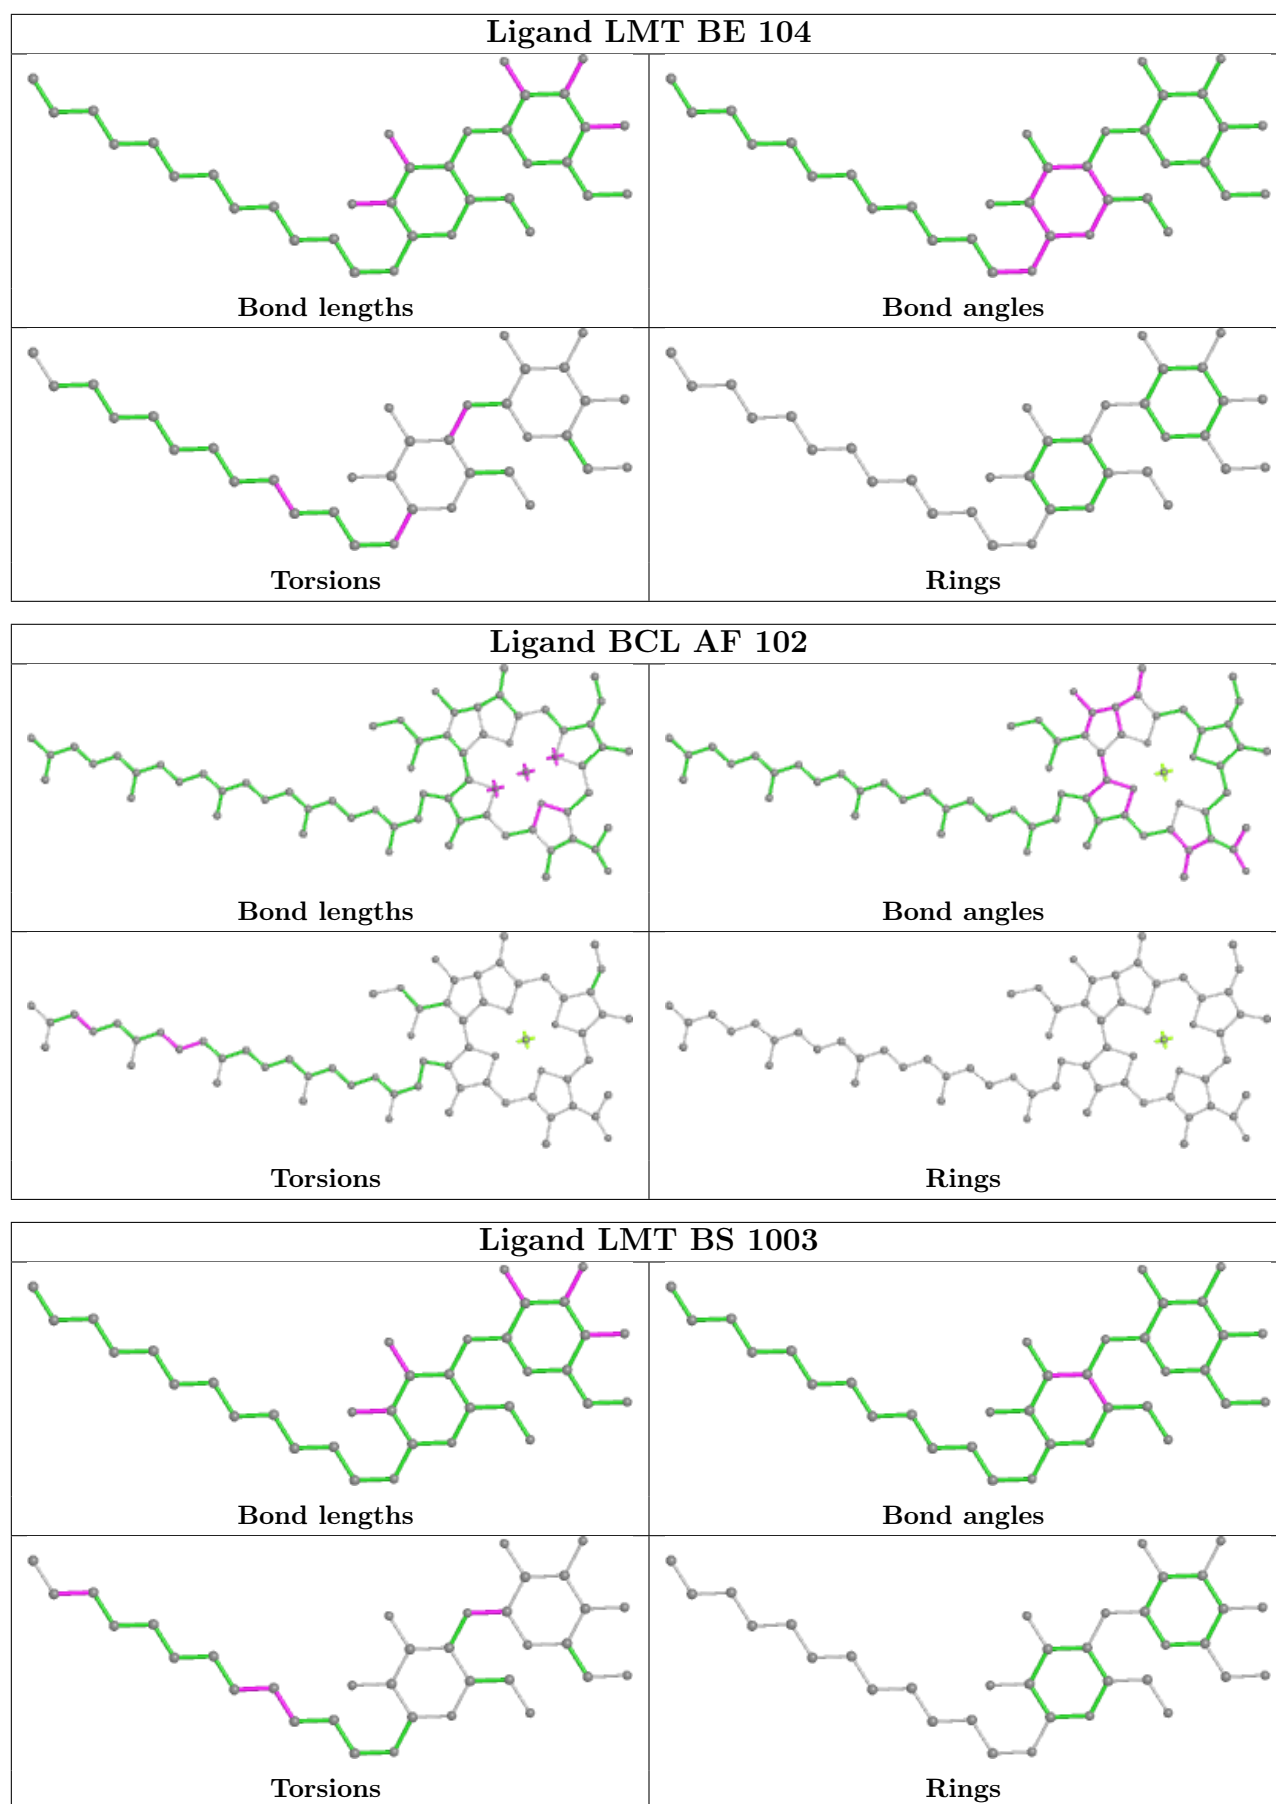 Ligand LMT BE 104
Bond lengths
Bond angles
Torsions
Rings
Ligand BCL AF 102
Bond lengths
Bond angles
Torsions
Rings
Ligand LMT BS 1003
Bond lengths
Bond angles
Torsions
Rings